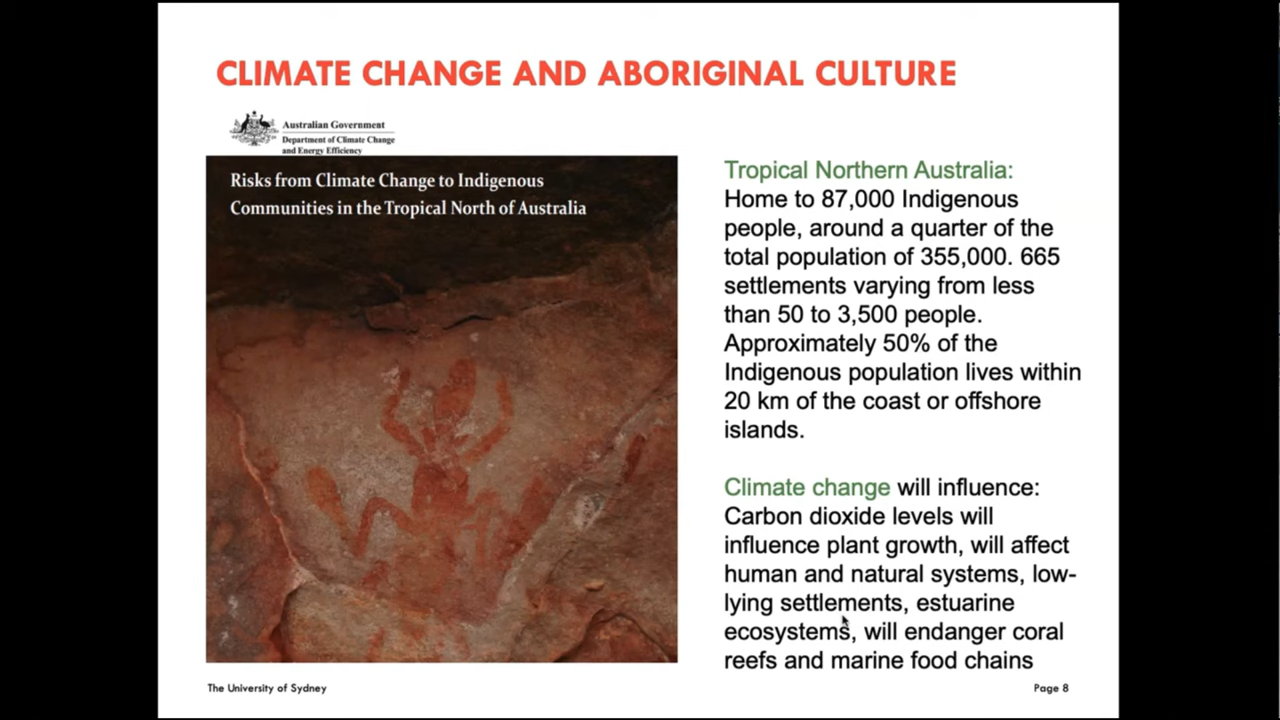 CLIMATE CHANGE AND ABORIGINAL CULTURE
Australian Government
Department of Climate Change
and Energy Efficiency
Risks from Climate Change to Indigenous
Communities in the Tropical North of Australia
Tropical Northern Australia:
Home to 87,000 Indigenous
people, around a quarter of the
total population of 355,000. 665
settlements varying from less
than 50 to 3,500 people.
Approximately 50% of the
Indigenous population lives within
20 km of the coast or offshore
islands.
Climate change will influence:
Carbon dioxide levels will
influence plant growth, will affect
human and natural systems, low-
lying settlements, estuarine
ecosystems, will endanger coral
reefs and marine food chains
The University of Sydney
Page 8